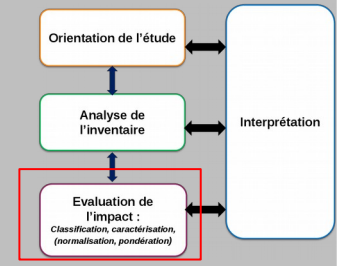 Orientation de l'étude
Analyse de
l'inventaire
Interprétation
Evaluation de
l'impact :
Classification, caractérisation,
(normalisation, pondération)